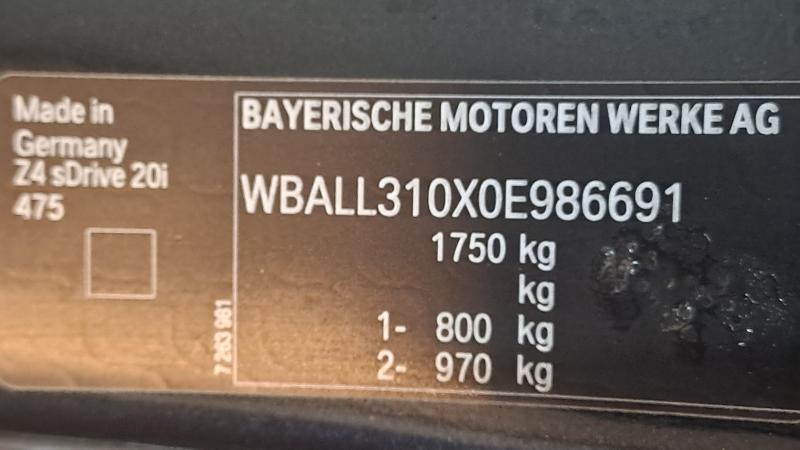 Made in
Germany
Z4 sDrive 20i
475
7 263 981
BAYERISCHE MOTOREN WERKE AG
WBALL310X0E986691
1750 kg
kg
1- 800 kg
2- 970 kg